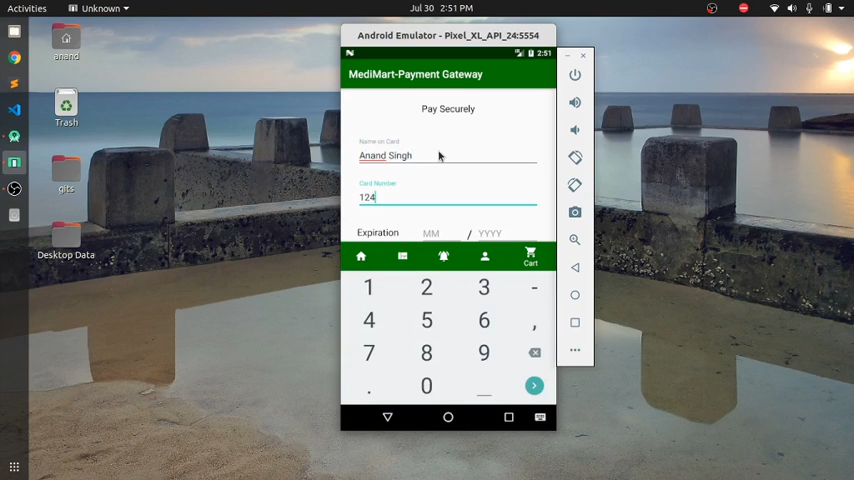 Activities
Unknown
Jul 30 2:51 PM
anand
Trash
gits
Desktop Data
Android Emulator - Pixel_XL_API_24:5554
2:51
MediMart-Payment Gateway
Pay Securely
Name on Card
Anand Singh
Card Number
124
Expiration MM / YYYY
Cart
1 2 3 -
4 5 6 ,
7 8 9
. 0 _